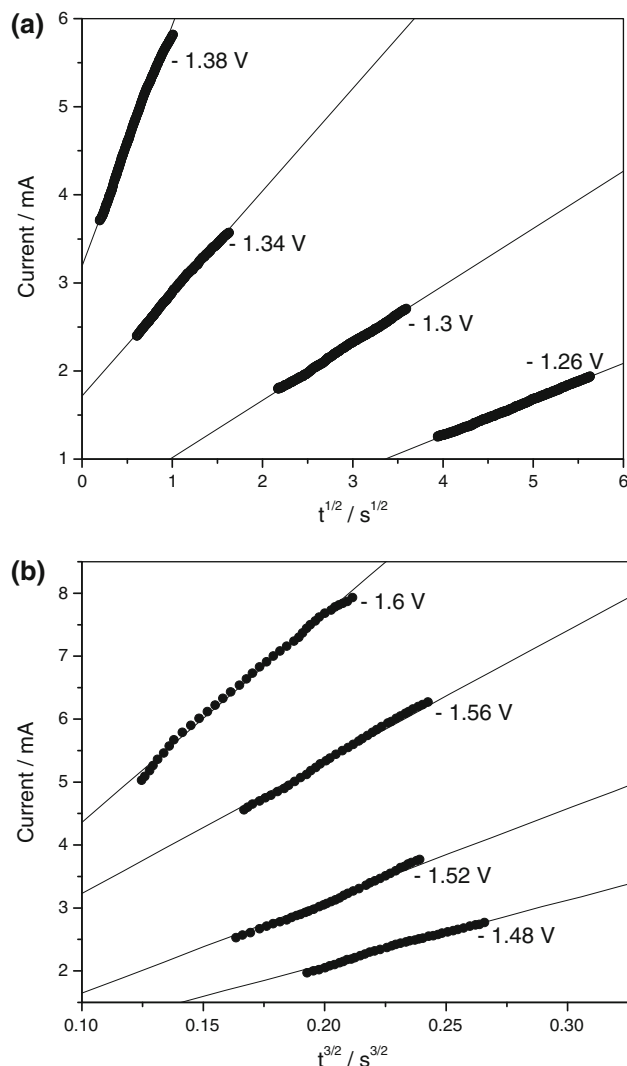 (a)
6
5
4
3
2
1
Current / mA
- 1.38 V
- 1.34 V
- 1.3 V
- 1.26 V
0 1 2 3 4 5 6
t^{1/2} / s^{1/2}
(b)
8
7
6
5
4
3
2
Current / mA
- 1.6 V
- 1.56 V
- 1.52 V
- 1.48 V
0.10 0.15 0.20 0.25 0.30
t^{3/2} / s^{3/2}